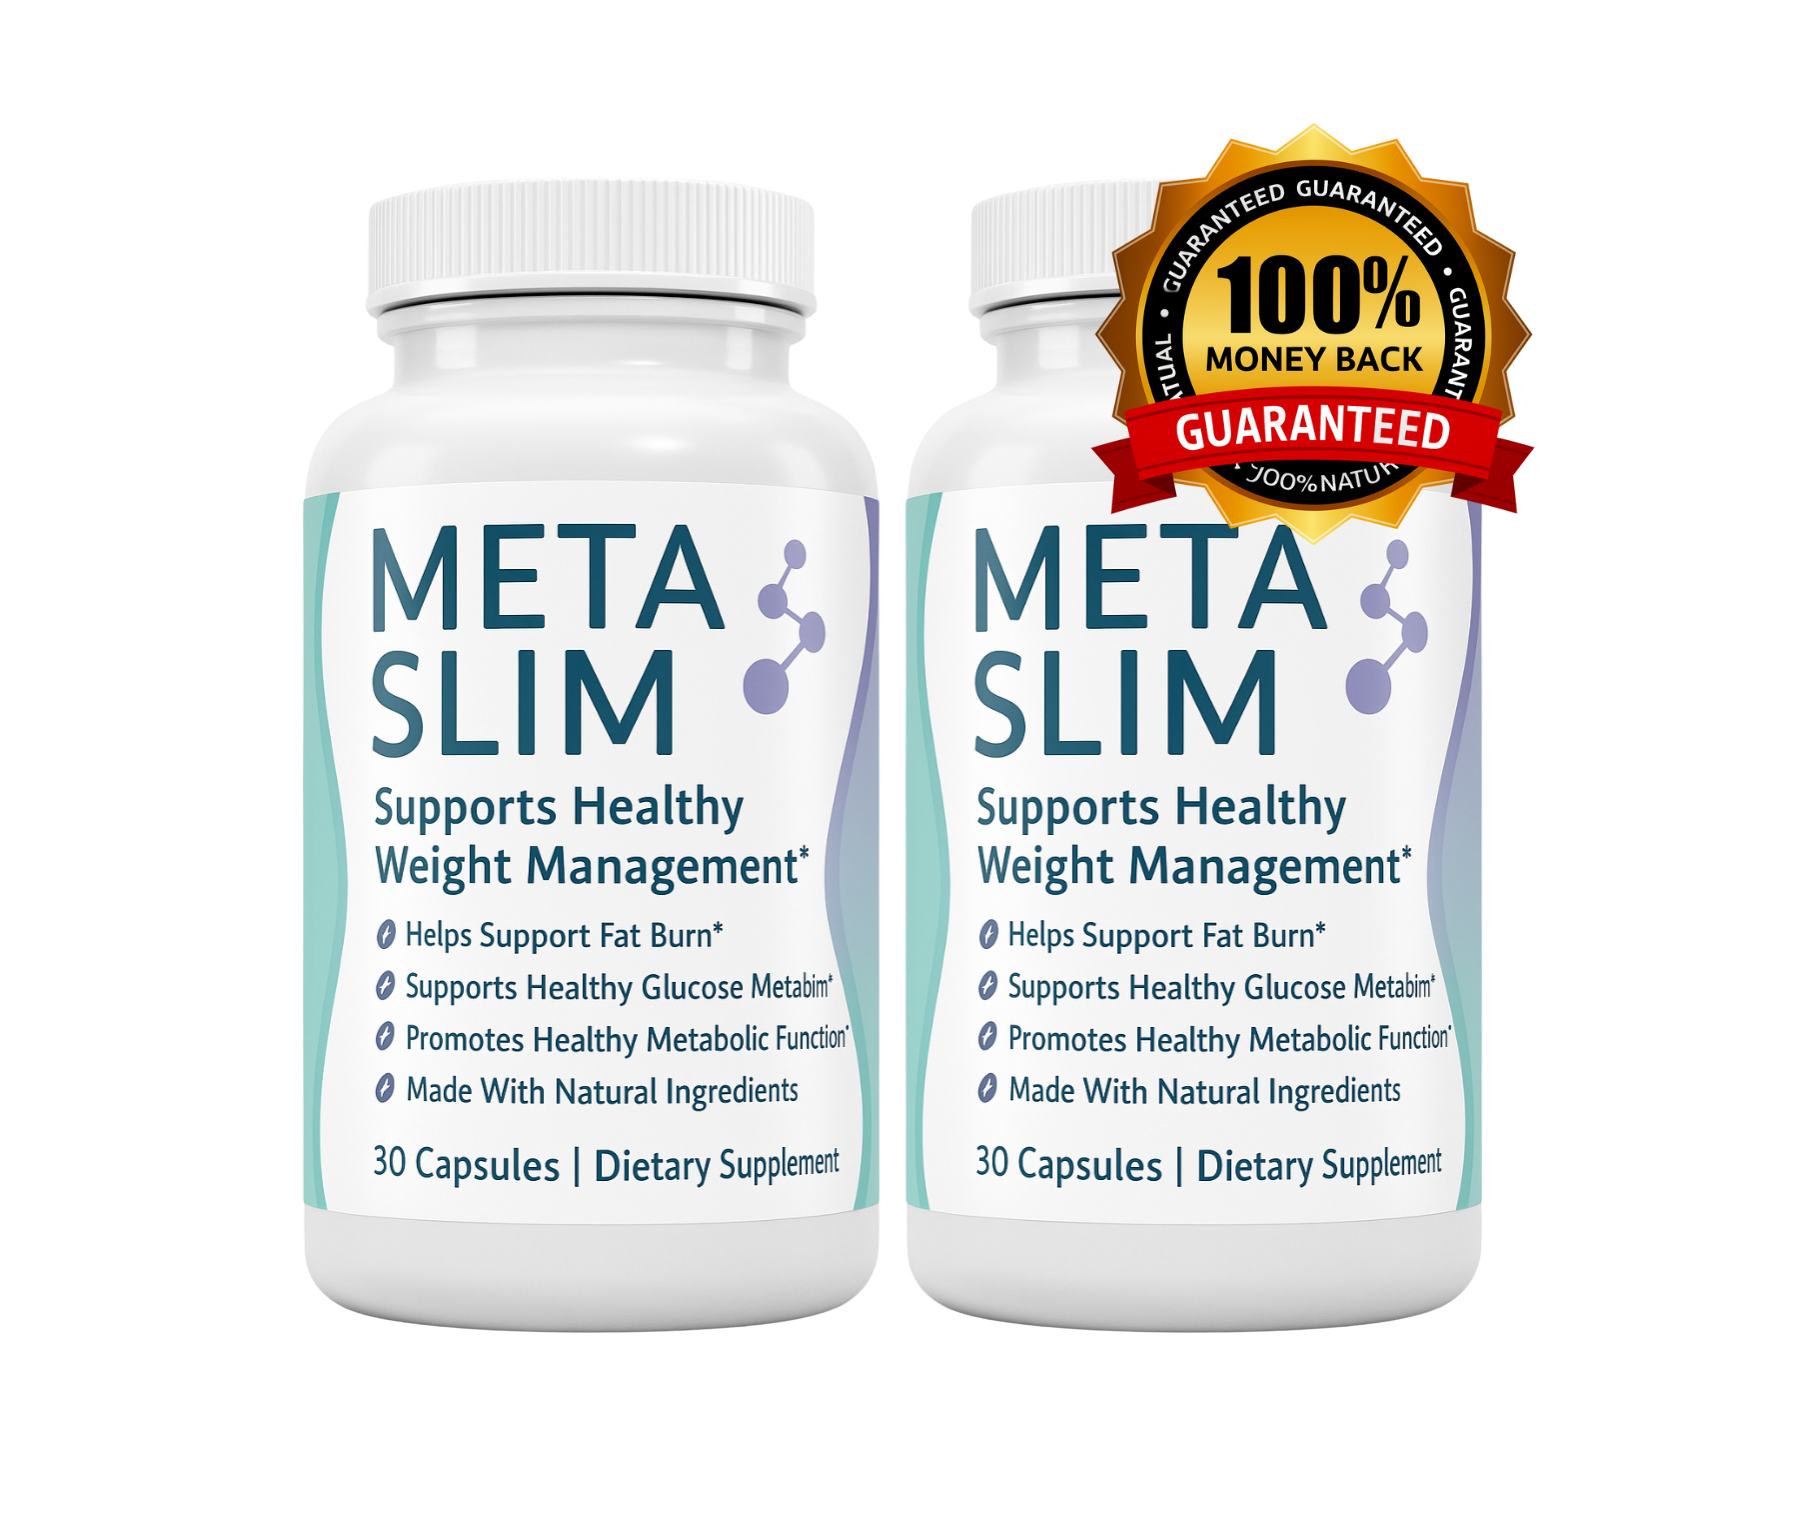 META
SLIM
Supports Healthy
Weight Management*
Helps Support Fat Burn*
Supports Healthy Glucose Metabim*
Promotes Healthy Metabolic Function*
Made With Natural Ingredients
30 Capsules | Dietary Supplement
GUARANTEED GUARANTEED • GUARANT
100%
MONEY BACK
GUARANTEED
100% NATUR
META
SLIM
Supports Healthy
Weight Management*
Helps Support Fat Burn*
Supports Healthy Glucose Metabim*
Promotes Healthy Metabolic Function*
Made With Natural Ingredients
30 Capsules | Dietary Supplement